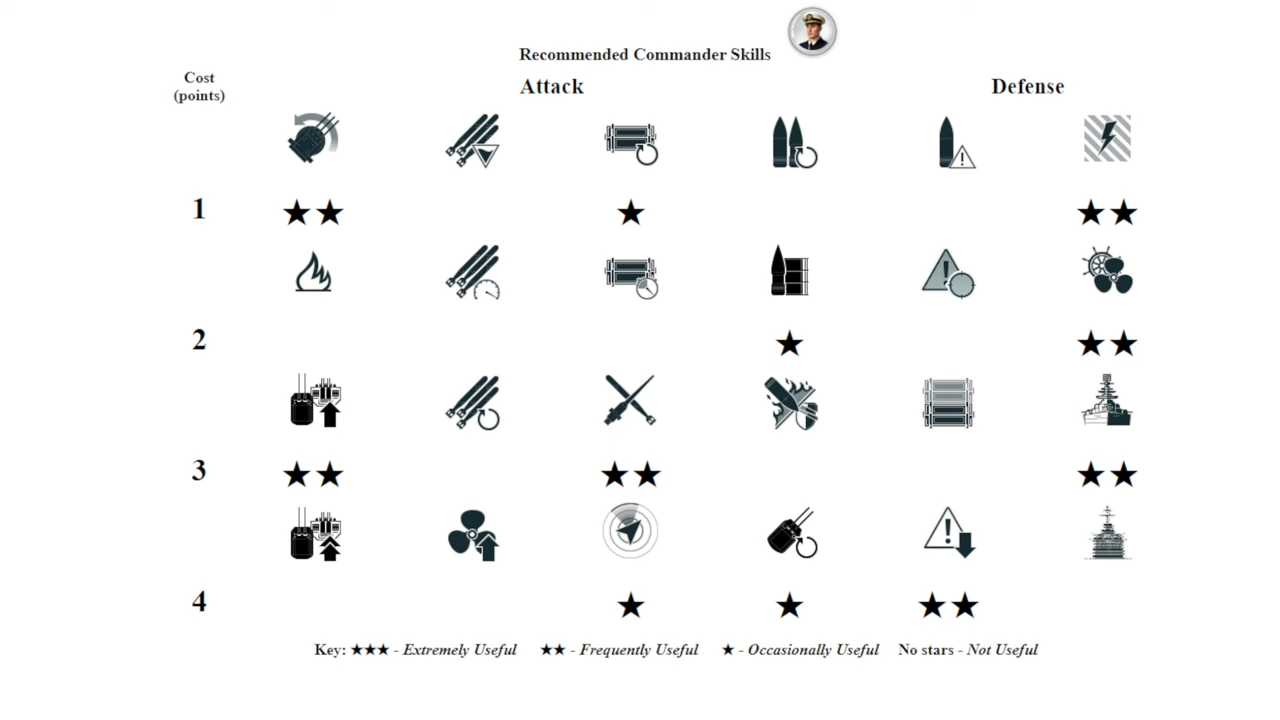 Recommended Commander Skills
Cost
(points)
Attack
Defense
1
★★
★
★★
2
★
★★
3
★★
★★
★★
4
★
★
★★
Key: ★★★ - Extremely Useful ★★ - Frequently Useful ★ - Occasionally Useful No stars - Not Useful